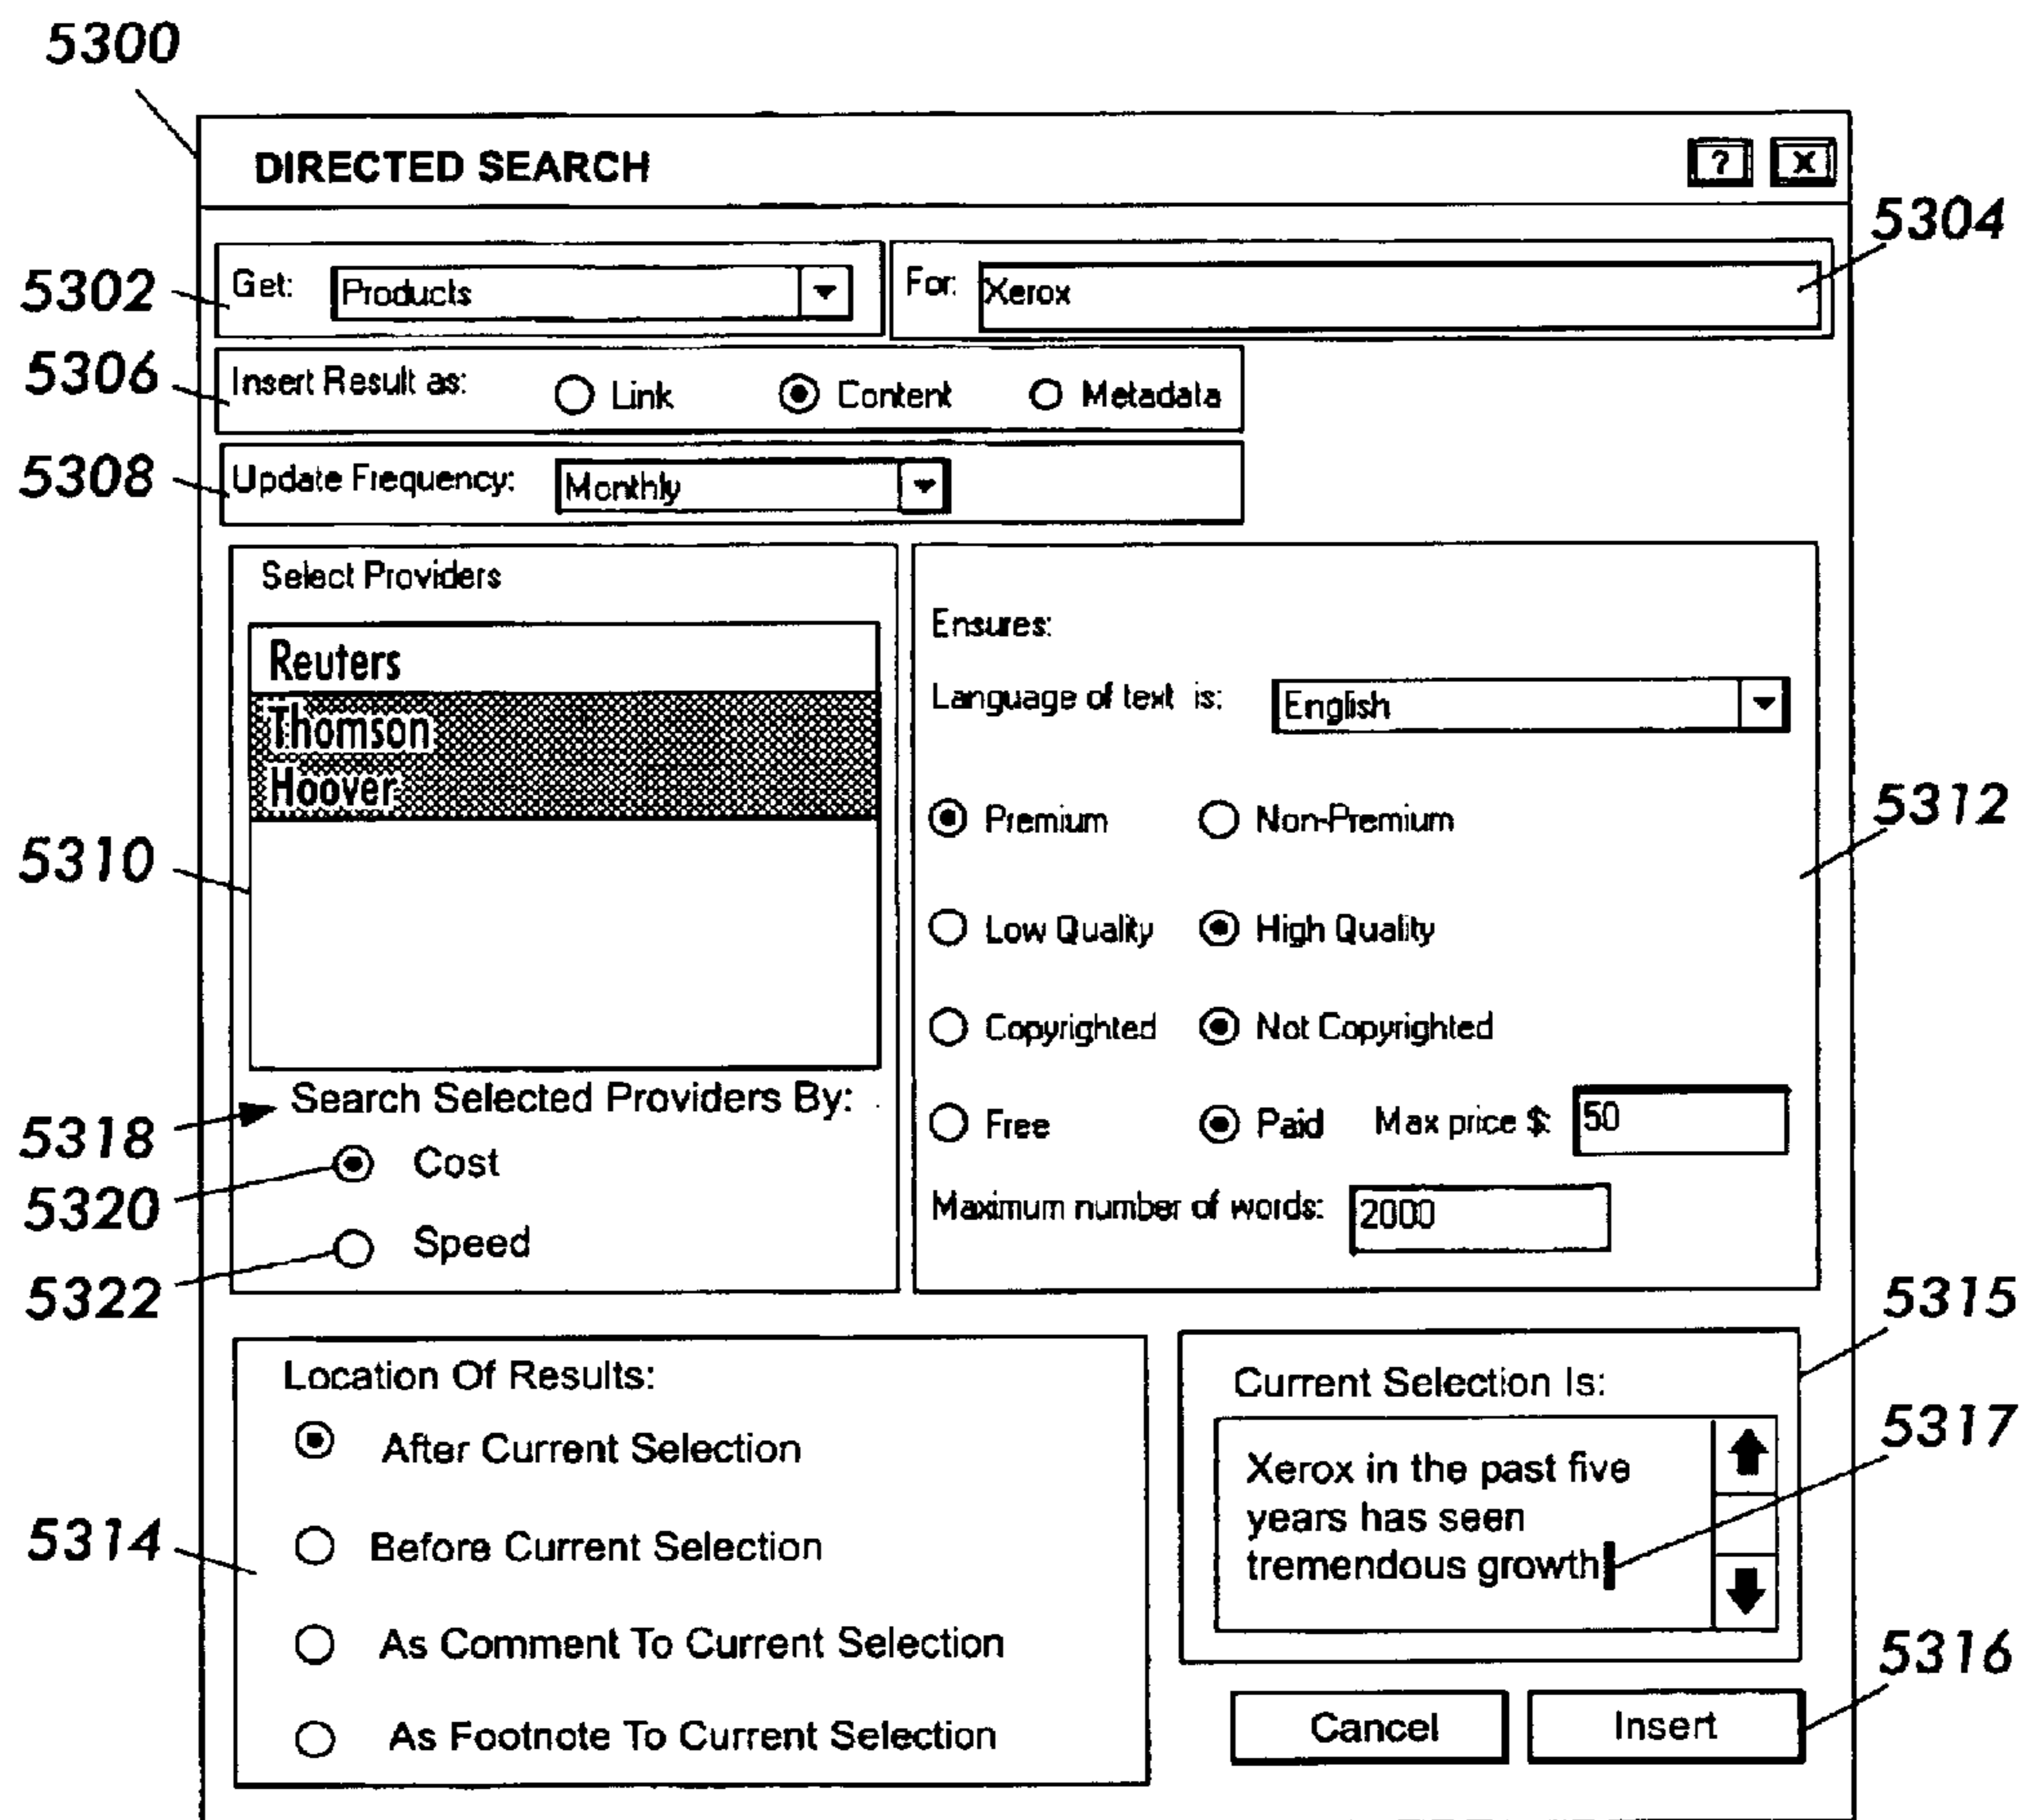 5300
DIRECTED SEARCH ? X
5304
5302 Get: Products For: Xerox
5306 Insert Result as: Link Content Metadata
5308 Update Frequency: Monthly
Select Providers
Reuters
Thomson
Hoover
5310
Search Selected Providers By:
5318
Cost
5320
Speed
5322
Ensures:
Language of text is: English
Premium Non-Premium
5312
Low Quality High Quality
Copyrighted Not Copyrighted
Free Paid Max price $: 50
Maximum number of words: 2000
Location Of Results:
After Current Selection
Before Current Selection
5314
As Comment To Current Selection
As Footnote To Current Selection
5315
Current Selection Is:
5317
Xerox in the past five
years has seen
tremendous growth
5316
Cancel Insert